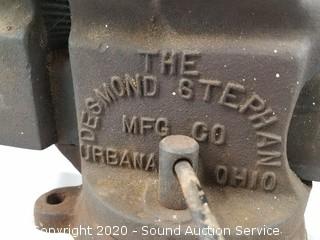 THE
DESMOND STEPHAN
MFG CO
URBANA OHIO
Copyright 2020 - Sound Auction Service